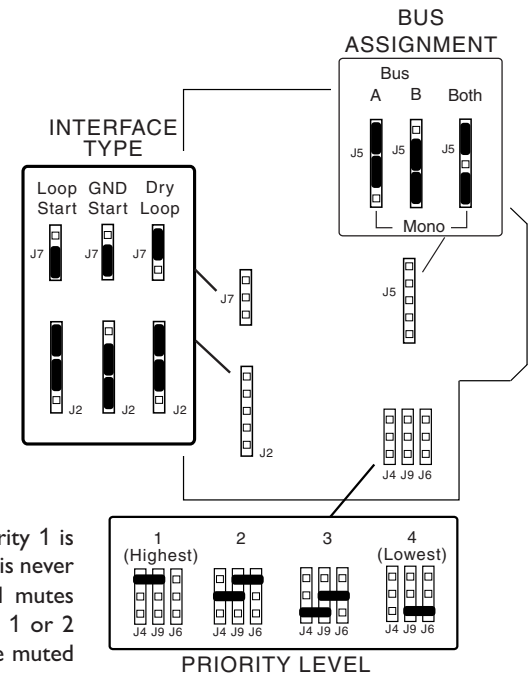 BUS
ASSIGNMENT
Bus
A B Both
J5 J5 J5
Mono
INTERFACE
TYPE
Loop GND Dry
Start Start Loop
J7 J7 J7
J2 J2 J2
J7
J5
J2
J4 J9 J6
rity 1 is
is never
mutes
1 or 2
e muted
1 2 3 4
(Highest) (Lowest)
J4 J9 J6 J4 J9 J6 J4 J9 J6 J4 J9 J6
PRIORITY LEVEL